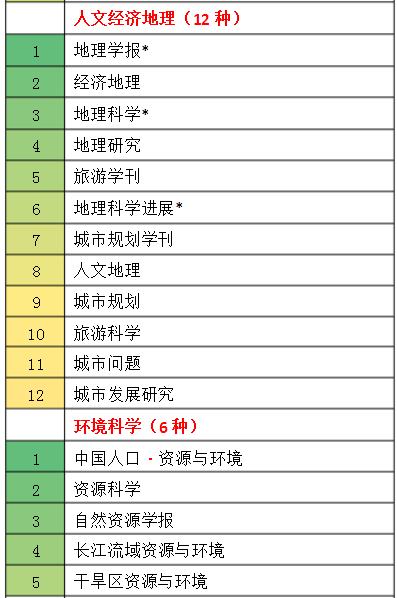 人文经济地理（12 种）
1 地理学报*
2 经济地理
3 地理科学*
4 地理研究
5 旅游学刊
6 地理科学进展*
7 城市规划学刊
8 人文地理
9 城市规划
10 旅游科学
11 城市问题
12 城市发展研究
环境科学（6 种）
1 中国人口·资源与环境
2 资源科学
3 自然资源学报
4 长江流域资源与环境
5 干旱区资源与环境